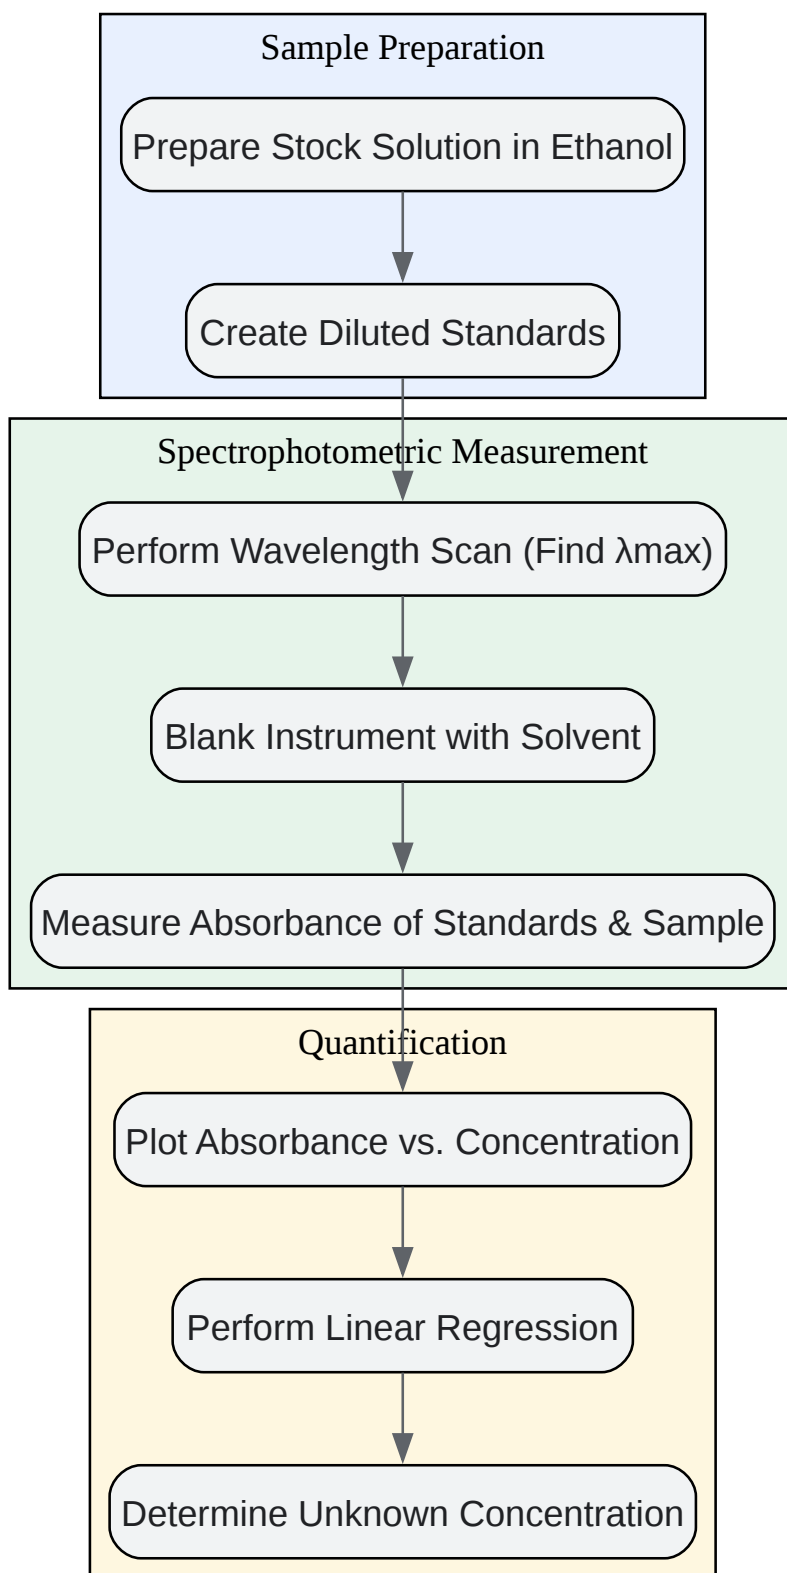 Sample Preparation
Prepare Stock Solution in Ethanol
Create Diluted Standards
Spectrophotometric Measurement
Perform Wavelength Scan (Find λmax)
Blank Instrument with Solvent
Measure Absorbance of Standards & Sample
Quantification
Plot Absorbance vs. Concentration
Perform Linear Regression
Determine Unknown Concentration